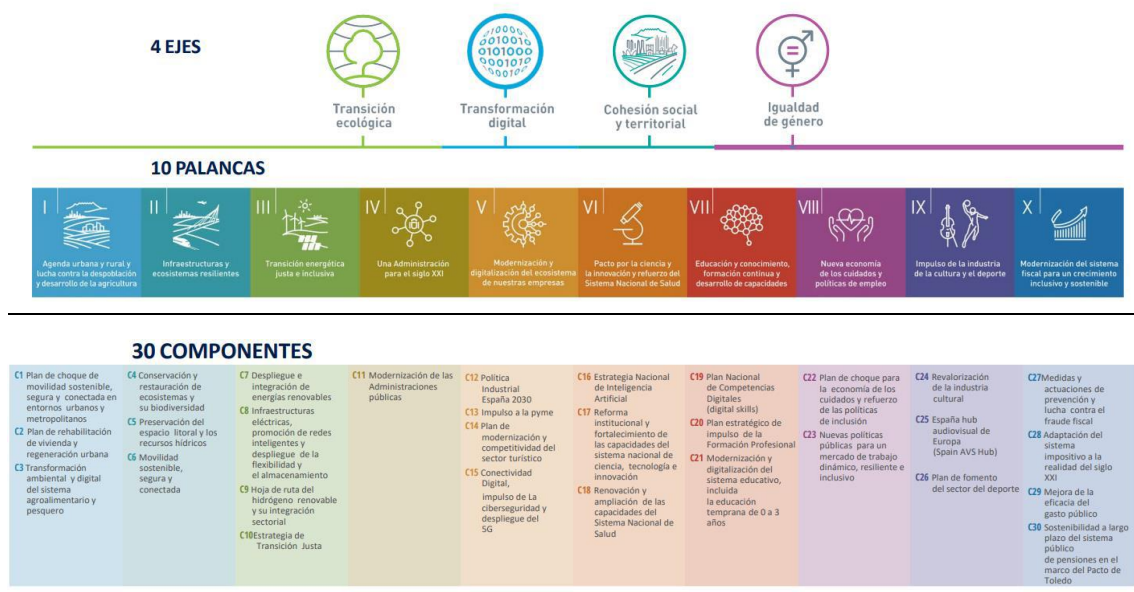 4 EJES
Transición
ecológica
Transformación
digital
Cohesión social
y territorial
Igualdad
de género
10 PALANCAS
I
Agenda urbana y rural y
lucha contra la despoblación
y desarrollo de la agricultura
II
Infraestructuras y
ecosistemas resilientes
III
Transición energética
justa e inclusiva
IV
Una Administración
para el siglo XXI
V
Modernización y
digitalización del ecosistema
de nuestras empresas
VI
Pacto por la ciencia y
la innovación y refuerzo del
Sistema Nacional de Salud
VII
Educación y conocimiento,
formación continua y
desarrollo de capacidades
VIII
Nueva economía
de los cuidados y
políticas de empleo
IX
Impulso de la industria
de la cultura y el deporte
X
Modernización del sistema
fiscal para un crecimiento
inclusivo y sostenible
30 COMPONENTES
C1 Plan de choque de
movilidad sostenible,
segura y conectada en
entornos urbanos y
metropolitanos
C2 Plan de rehabilitación
de vivienda y
regeneración urbana
C3 Transformación
ambiental y digital
del sistema
agroalimentario y
pesquero
C4 Conservación y
restauración de
ecosistemas y
su biodiversidad
C5 Preservación del
espacio litoral y los
recursos hídricos
C6 Movilidad
sostenible,
segura y
conectada
C7 Despliegue e
integración de
energías renovables
C8 Infraestructuras
eléctricas,
promoción de redes
inteligentes y
despliegue de la
flexibilidad y
el almacenamiento
C9 Hoja de ruta del
hidrógeno renovable
y su integración
sectorial
C10Estrategia de
Transición Justa
C11 Modernización de las
Administraciones
públicas
C12 Política
Industrial
España 2030
C13 Impulso a la pyme
C14 Plan de
modernización y
competitividad del
sector turístico
C15 Conectividad
Digital,
impulso de La
ciberseguridad y
despliegue del
5G
C16 Estrategia Nacional
de Inteligencia
Artificial
C17 Reforma
institucional y
fortalecimiento de
las capacidades del
sistema nacional de
ciencia, tecnología e
innovación
C18 Renovación y
ampliación de las
capacidades del
Sistema Nacional de
Salud
C19 Plan Nacional
de Competencias
Digitales
(digital skills)
C20 Plan estratégico de
impulso de la
Formación Profesional
C21 Modernización y
digitalización del
sistema educativo,
incluida
la educación
temprana de 0 a 3
años
C22 Plan de choque para
la economía de los
cuidados y refuerzo
de las políticas
de inclusión
C23 Nuevas políticas
públicas para un
mercado de trabajo
dinámico, resiliente e
inclusivo
C24 Revalorización
de la industria
cultural
C25 España hub
audiovisual de
Europa
(Spain AVS Hub)
C26 Plan de fomento
del sector del deporte
C27Medidas y
actuaciones de
prevención y
lucha contra el
fraude fiscal
C28 Adaptación del
sistema
impositivo a la
realidad del siglo
XXI
C29 Mejora de la
eficacia del
gasto público
C30 Sostenibilidad a largo
plazo del sistema
público
de pensiones en el
marco del Pacto de
Toledo